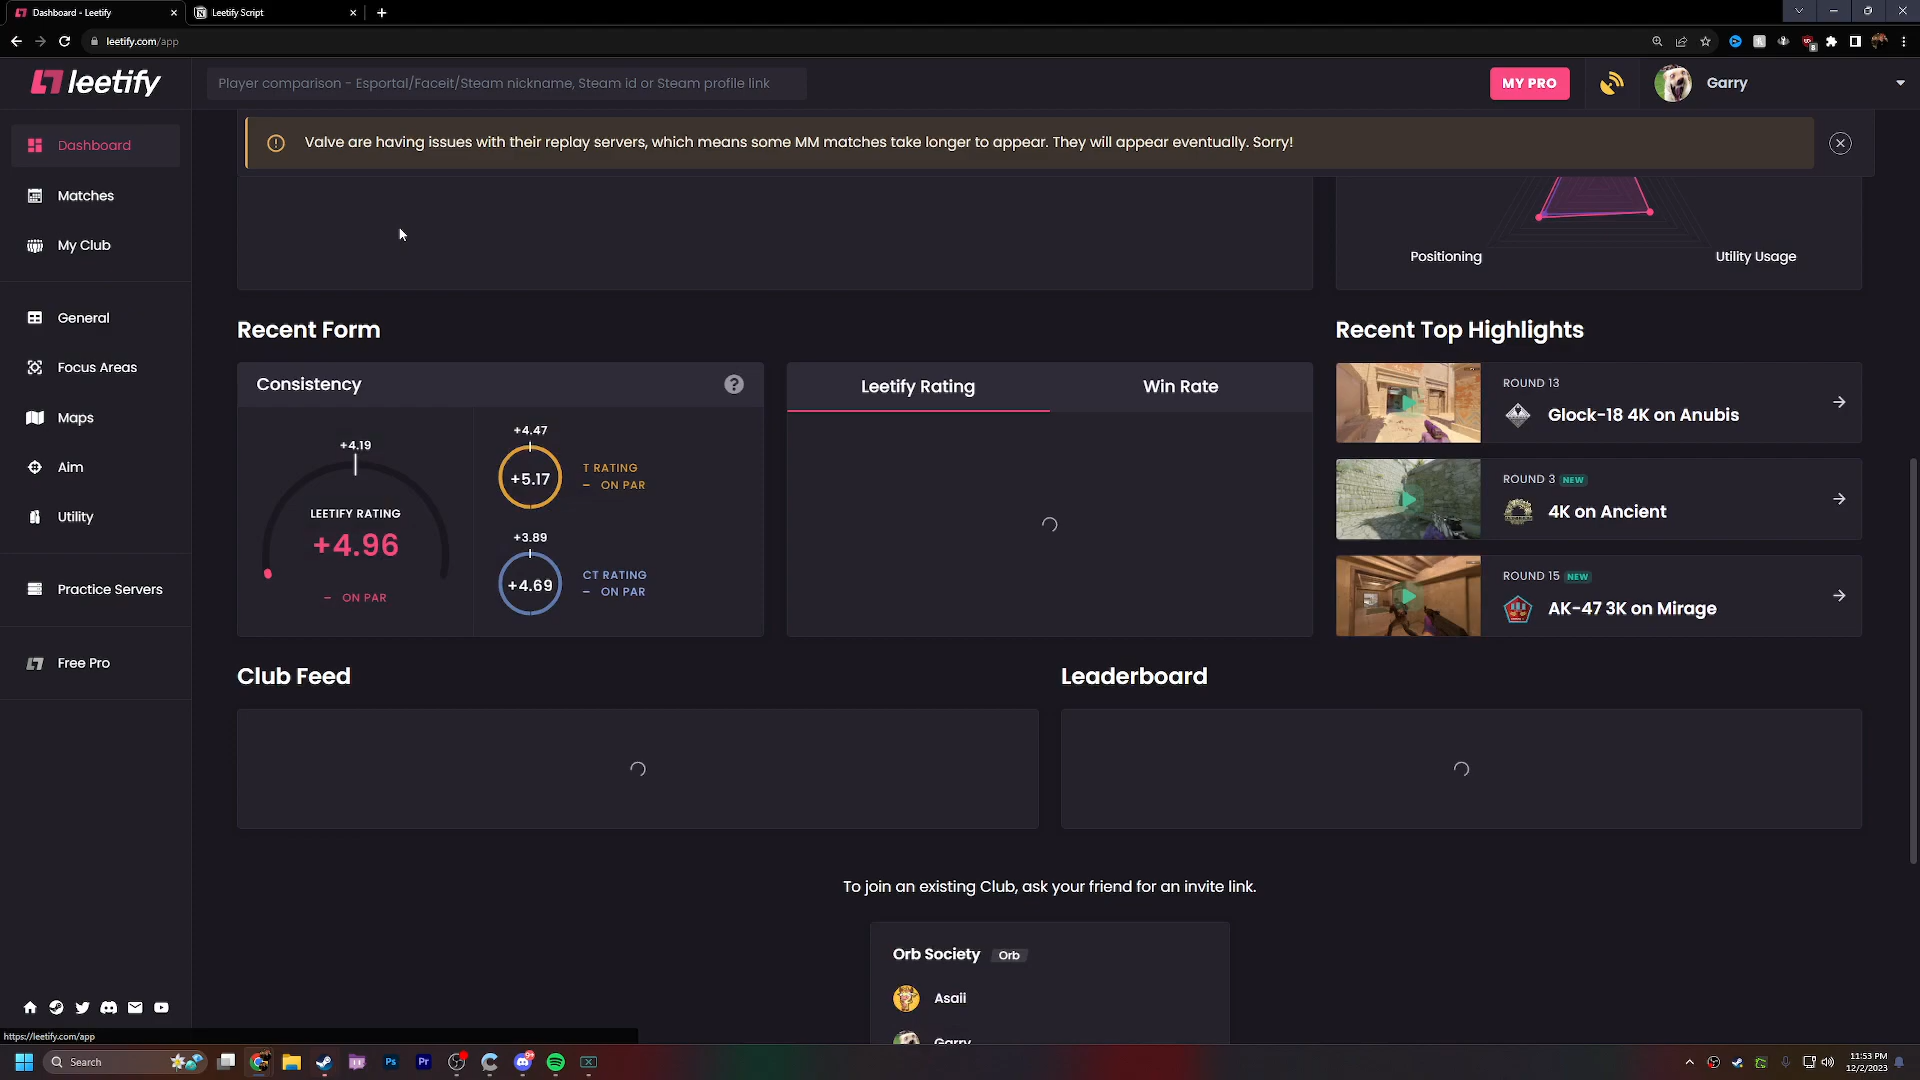 Dashboard - Leetify
Leetify Script
leetify.com/app
leetify
Player comparison - Esportal/Faceit/Steam nickname, Steam id or Steam profile link
MY PRO
Garry
Valve are having issues with their replay servers, which means some MM matches take longer to appear. They will appear eventually. Sorry!
Dashboard
Matches
My Club
General
Focus Areas
Maps
Aim
Utility
Practice Servers
Free Pro
Positioning
Utility Usage
Recent Form
Recent Top Highlights
Consistency
?
+4.19
LEETIFY RATING
+4.96
– ON PAR
+4.47
+5.17
T RATING
– ON PAR
+3.89
+4.69
CT RATING
– ON PAR
Leetify Rating
Win Rate
ROUND 13
Glock-18 4K on Anubis
ROUND 3 NEW
4K on Ancient
ROUND 15 NEW
AK-47 3K on Mirage
Club Feed
Leaderboard
To join an existing Club, ask your friend for an invite link.
Orb Society Orb
Asaii
Garry
https://leetify.com/app
Search
Ps
Pr
11:53 PM
12/2/2023